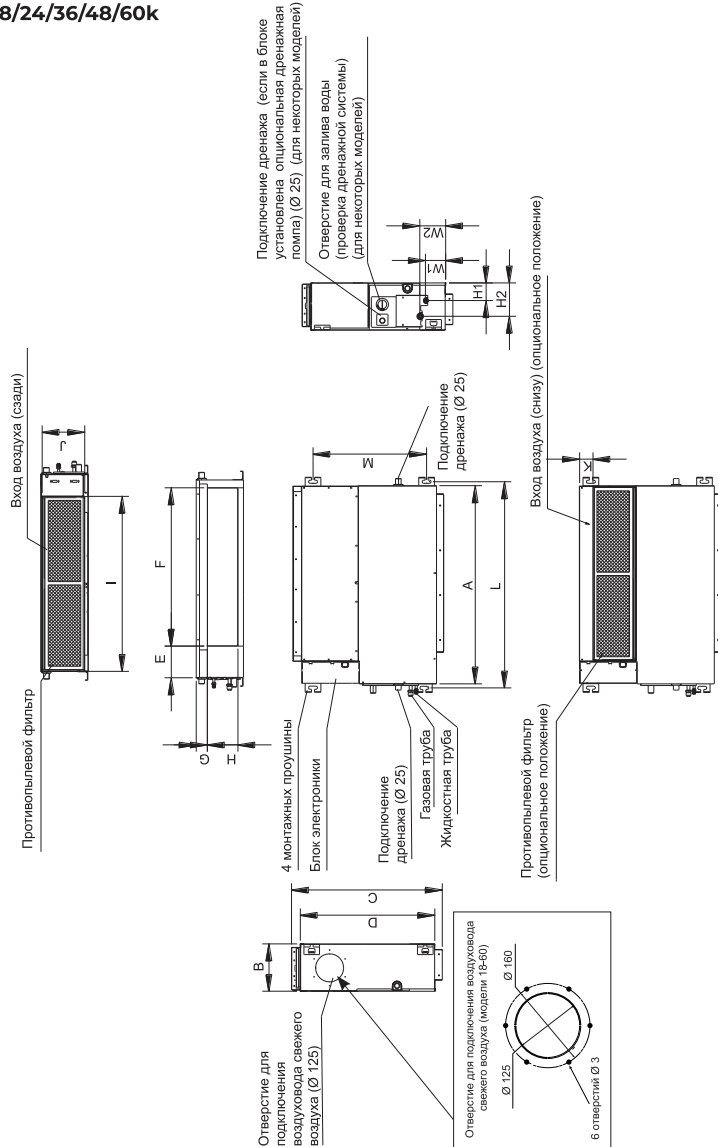 8/24/36/48/60k
Подключение дренажа (если в блоке
установлена опциональная дренажная
помпа) (Ø 25) (для некоторых моделей)
Отверстие для залива воды
(проверка дренажной системы)
(для некоторых моделей)
W2
W1
H1
H2
Вход воздуха (сзади)
J
I
Противопылевой фильтр
F
E
G
H
M
Подключение
дренажа (Ø 25)
A
L
4 монтажных проушины
Блок электроники
Подключение
дренажа (Ø 25)
Газовая труба
Жидкостная труба
Вход воздуха (снизу) (опциональное положение)
K
Противопылевой фильтр
(опциональное положение)
C
D
B
Отверстие для
подключения
воздуховода свежего
воздуха (Ø 125)
Отверстие для подключения воздуховода
свежего воздуха (модели 18-60)
Ø 160
Ø 125
6 отверстий Ø 3